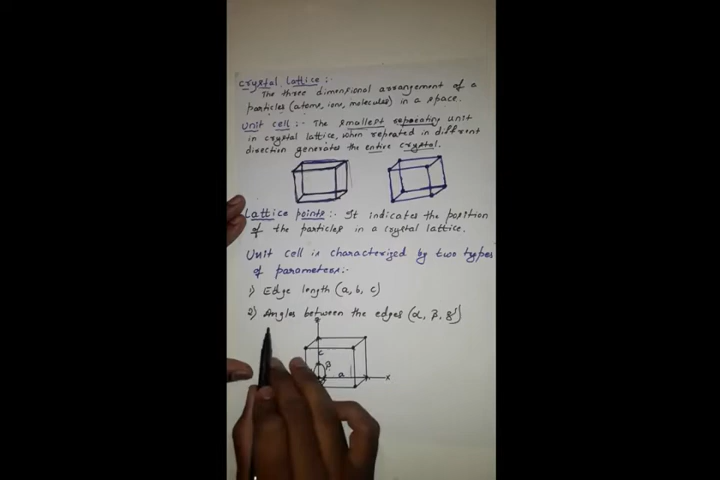 Crystal lattice :-
The three dimensional arrangement of a
particles (atoms, ions, molecules) in a space.
Unit cell :- The smallest repeating unit
in crystal lattice, when repeated in different
direction generates the entire crystal.
Lattice points :- It indicates the position
of the particles in a crystal lattice.
Unit cell is characterized by two types
of parameters:-
1) Edge length (a, b, c)
2) Angles between the edges (α, β, γ)
c
β
a
x